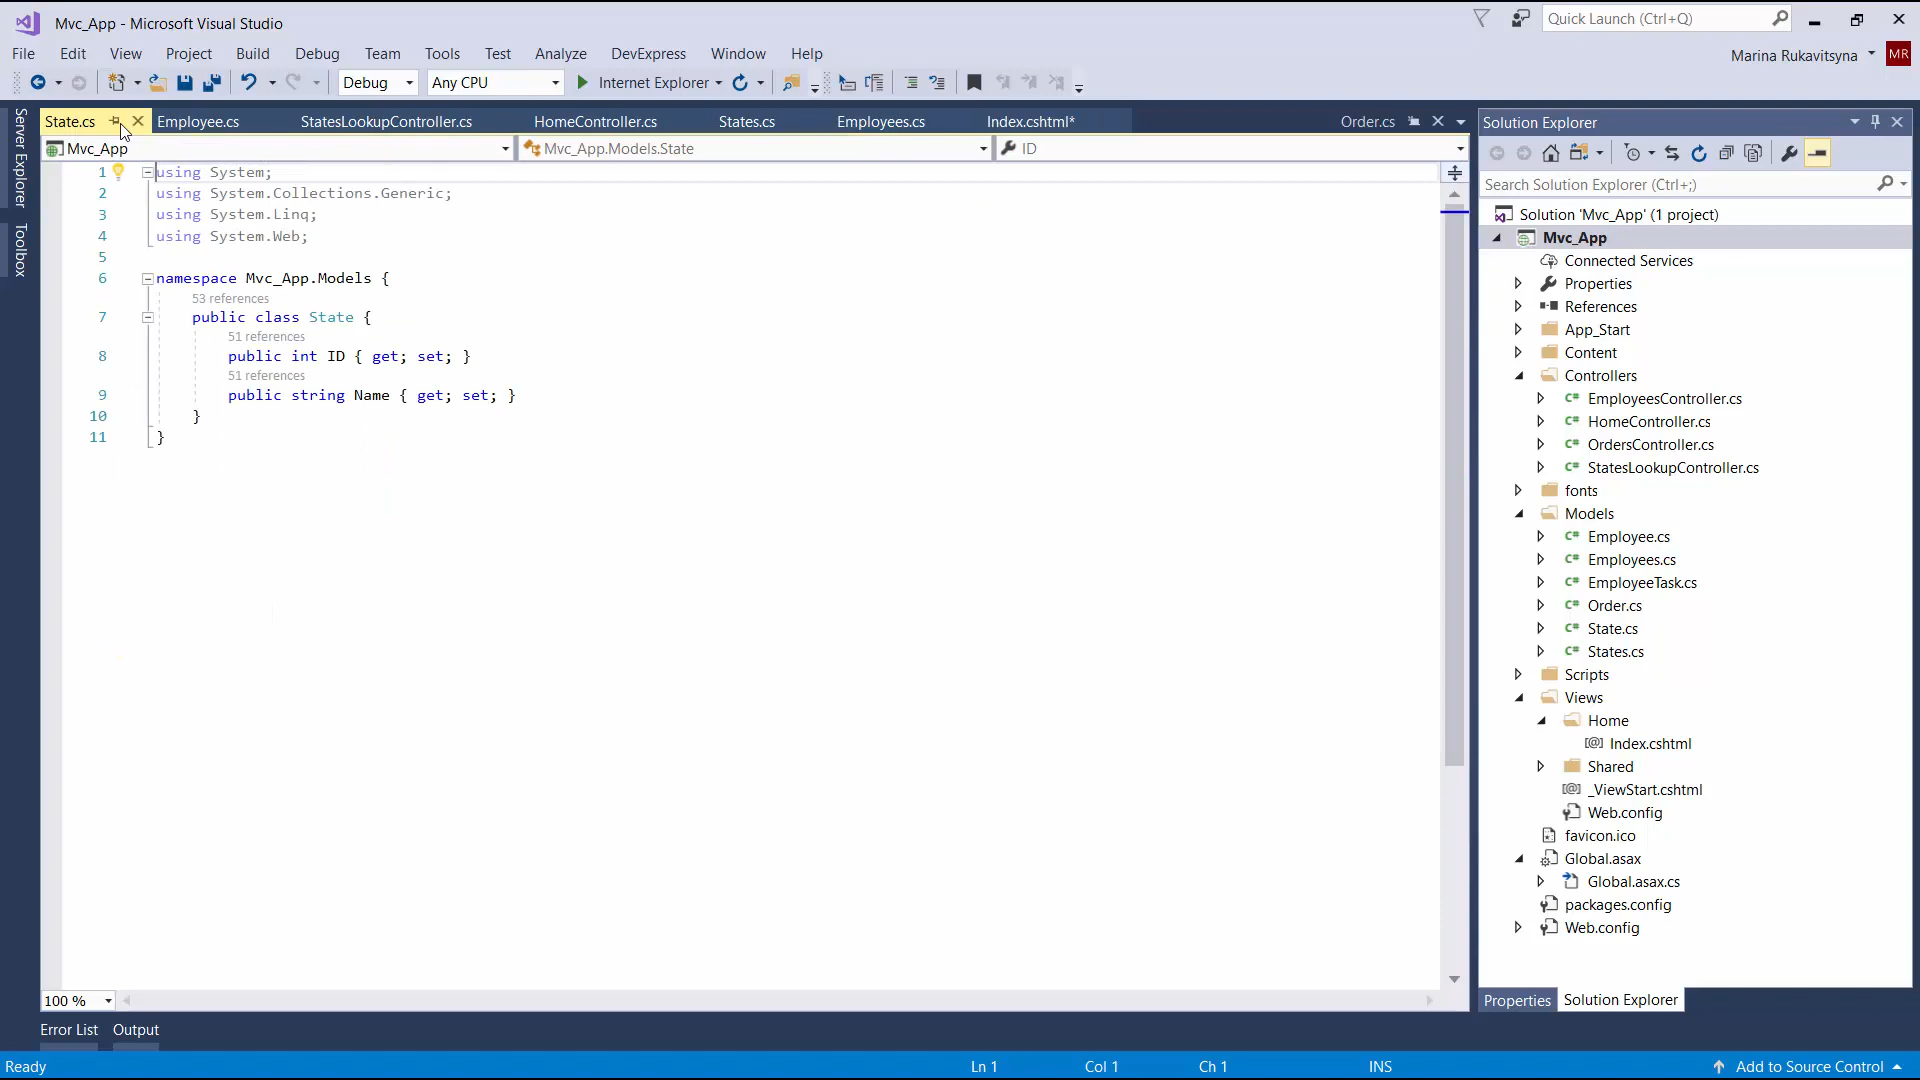 Mvc_App - Microsoft Visual Studio
Quick Launch (Ctrl+Q)
File Edit View Project Build Debug Team Tools Test Analyze DevExpress Window Help
Marina Rukavitsyna MR
Debug Any CPU Internet Explorer
Server Explorer
Toolbox
State.cs Employee.cs StatesLookupController.cs HomeController.cs States.cs Employees.cs Index.cshtml* Order.cs
Mvc_App Mvc_App.Models.State ID
1 using System;
2 using System.Collections.Generic;
3 using System.Linq;
4 using System.Web;
5
6 namespace Mvc_App.Models {
53 references
7 public class State {
51 references
8 public int ID { get; set; }
51 references
9 public string Name { get; set; }
10 }
11 }
100 %
Error List Output
Solution Explorer
Search Solution Explorer (Ctrl+;)
Solution 'Mvc_App' (1 project)
Mvc_App
Connected Services
Properties
References
App_Start
Content
Controllers
C# EmployeesController.cs
C# HomeController.cs
C# OrdersController.cs
C# StatesLookupController.cs
fonts
Models
C# Employee.cs
C# Employees.cs
C# EmployeeTask.cs
C# Order.cs
C# State.cs
C# States.cs
Scripts
Views
Home
[@] Index.cshtml
Shared
[@] _ViewStart.cshtml
Web.config
favicon.ico
Global.asax
Global.asax.cs
packages.config
Web.config
Properties Solution Explorer
Ready Ln 1 Col 1 Ch 1 INS Add to Source Control